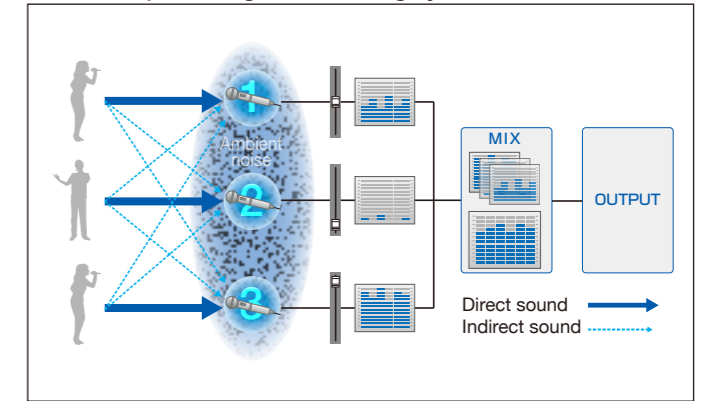 1
Ambient
noise
2
3
MIX
OUTPUT
Direct sound
Indirect sound